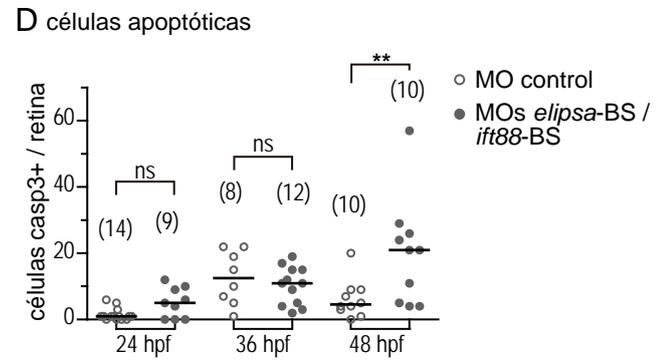 D células apoptóticas
MO control
MOs elipsa-BS /
ift88-BS
células casp3+ / retina
60
40
20
0
ns
ns
**
(14)
(9)
(8)
(12)
(10)
(10)
24 hpf
36 hpf
48 hpf